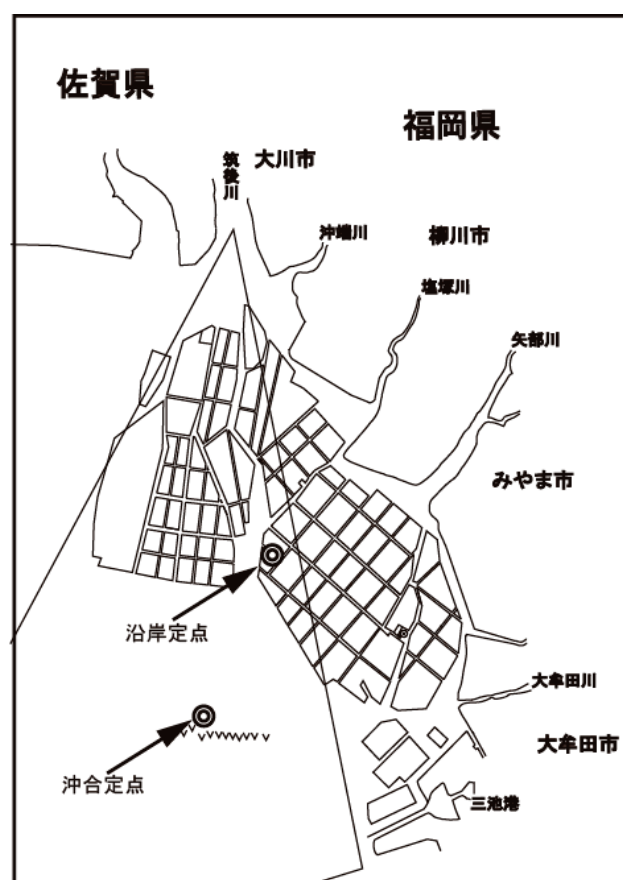 佐賀県
福岡県
筑後川
大川市
沖端川
柳川市
塩塚川
矢部川
みやま市
沿岸定点
大牟田川
大牟田市
沖合定点
三池港